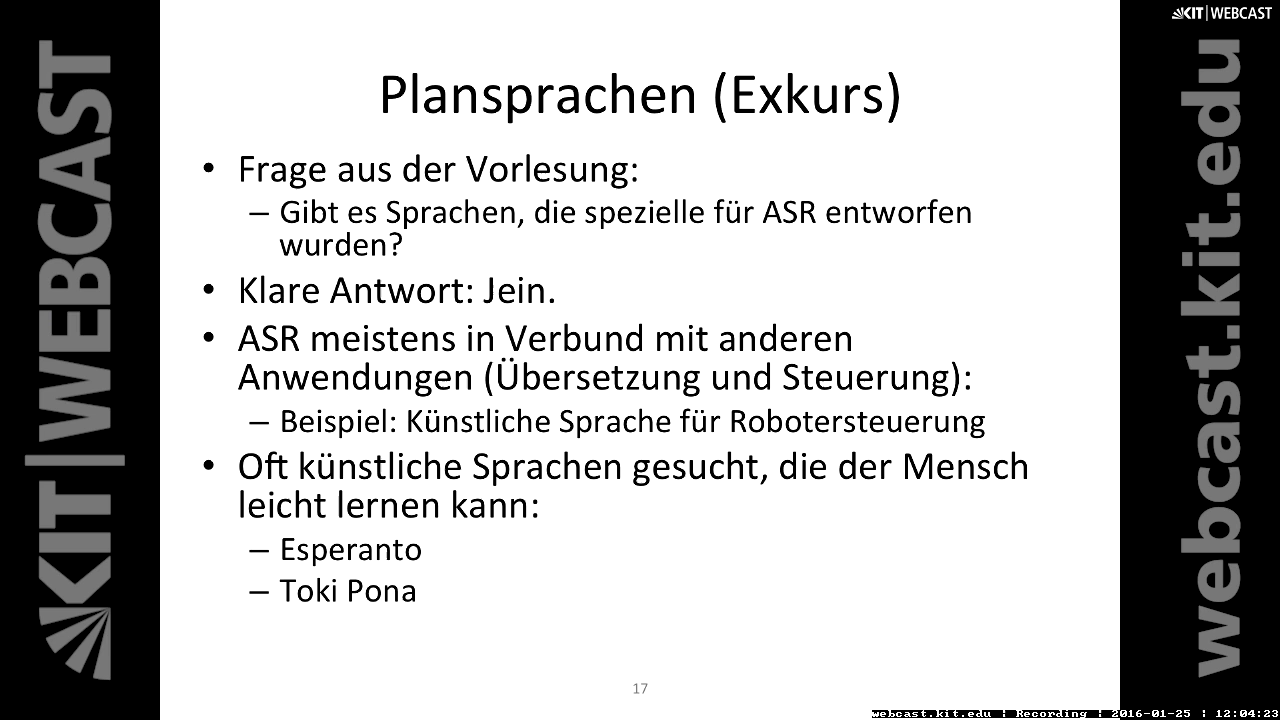 KIT | WEBCAST
KIT | WEBCAST
webcast.kit.edu
Plansprachen (Exkurs)
• Frage aus der Vorlesung:
– Gibt es Sprachen, die spezielle für ASR entworfen
wurden?
• Klare Antwort: Jein.
• ASR meistens in Verbund mit anderen
Anwendungen (Übersetzung und Steuerung):
– Beispiel: Künstliche Sprache für Robotersteuerung
• Oft künstliche Sprachen gesucht, die der Mensch
leicht lernen kann:
– Esperanto
– Toki Pona
17
webcast.kit.edu | Recording | 2016-01-25 | 12:04:23